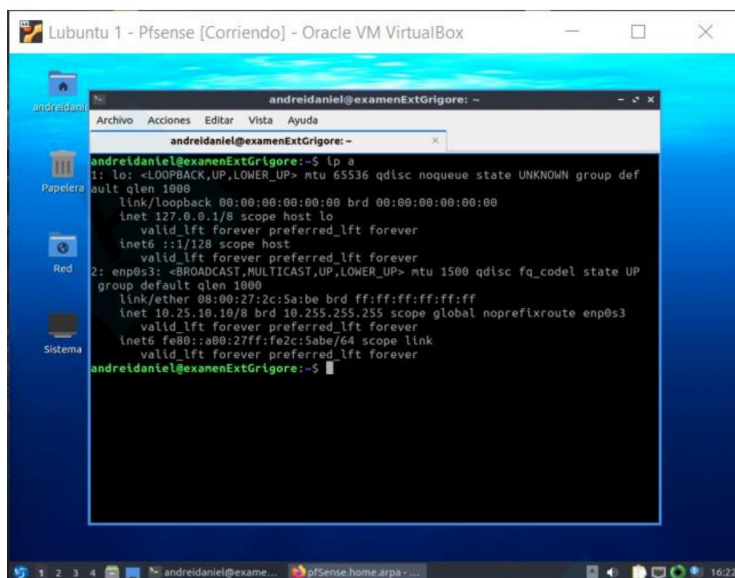 Lubuntu 1 - Pfsense [Corriendo] - Oracle VM VirtualBox
andreidani
andreidaniel@examenExtGrigore: ~
Archivo Acciones Editar Vista Ayuda
andreidaniel@examenExtGrigore: ~
andreidaniel@examenExtGrigore:~$ ip a
1: lo: <LOOPBACK,UP,LOWER_UP> mtu 65536 qdisc noqueue state UNKNOWN group def
ault qlen 1000
link/loopback 00:00:00:00:00:00 brd 00:00:00:00:00:00
inet 127.0.0.1/8 scope host lo
valid_lft forever preferred_lft forever
inet6 ::1/128 scope host
valid_lft forever preferred_lft forever
2: enp0s3: <BROADCAST,MULTICAST,UP,LOWER_UP> mtu 1500 qdisc fq_codel state UP
group default qlen 1000
link/ether 08:00:27:2c:5a:be brd ff:ff:ff:ff:ff:ff
inet 10.25.10.10/8 brd 10.255.255.255 scope global noprefixroute enp0s3
valid_lft forever preferred_lft forever
inet6 fe80::a00:27ff:fe2c:5abe/64 scope link
valid_lft forever preferred_lft forever
andreidaniel@examenExtGrigore:~$
Papelera
Red
Sistema
1 2 3 4 andreidaniel@exame... pfSense.home.arpa - ... 16:22